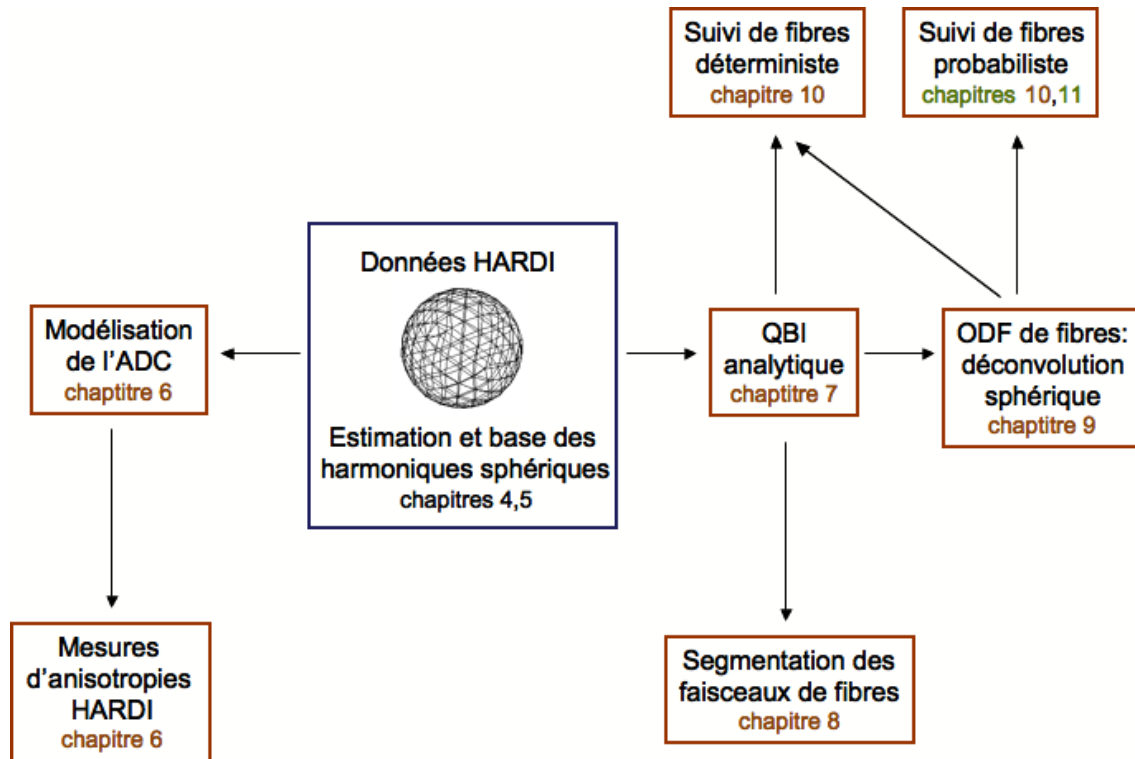 Suivi de fibres
déterministe
chapitre 10
Suivi de fibres
probabiliste
chapitres 10,11
Données HARDI
Estimation et base des
harmoniques sphériques
chapitres 4,5
Modélisation
de l'ADC
chaptitre 6
QBI
analytique
chaptitre 7
ODF de fibres:
déconvolution
sphérique
chaptitre 9
Mesures
d'anisotropies
HARDI
chapitre 6
Segmentation des
faisceaux de fibres
chapitre 8